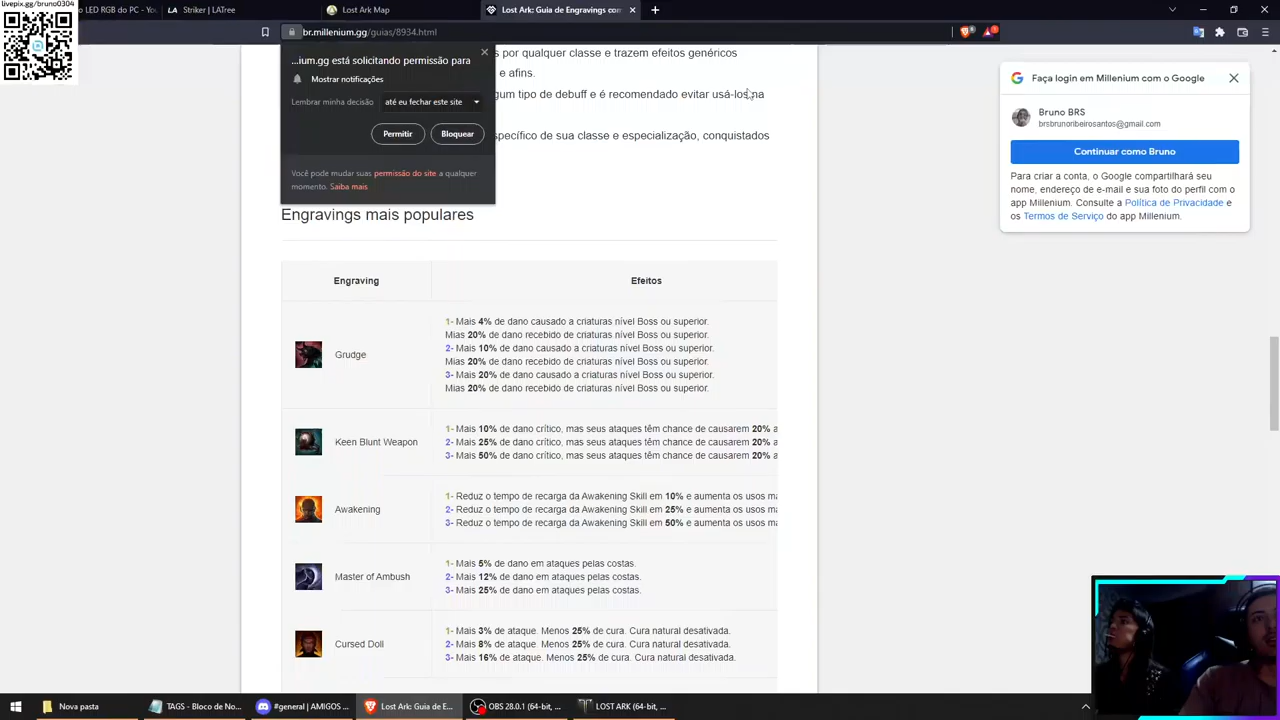 livepix.gg/bruno0304
o LED RGB do PC - You
LA Striker | LATree
Lost Ark Map
Lost Ark: Guia de Engravings com
br.millenium.gg/guias/8934.html
...ium.gg está solicitando permissão para
Mostrar notificações
Lembrar minha decisão
até eu fechar este site
Permitir
Bloquear
Você pode mudar suas permissão do site a qualquer
momento. Saiba mais
s por qualquer classe e trazem efeitos genéricos
e afins.
gum tipo de debuff e é recomendado evitar usá-los na
specífico de sua classe e especialização, conquistados
Faça login em Millenium com o Google
Bruno BRS
brsbrunoribeirosantos@gmail.com
Continuar como Bruno
Para criar a conta, o Google compartilhará seu
nome, endereço de e-mail e sua foto do perfil com o
app Millenium. Consulte a Política de Privacidade e
os Termos de Serviço do app Millenium.
Engravings mais populares
Engraving
Efeitos
Grudge
1- Mais 4% de dano causado a criaturas nível Boss ou superior.
Mias 20% de dano recebido de criaturas nível Boss ou superior.
2- Mais 10% de dano causado a criaturas nível Boss ou superior.
Mias 20% de dano recebido de criaturas nível Boss ou superior.
3- Mais 20% de dano causado a criaturas nível Boss ou superior.
Mias 20% de dano recebido de criaturas nível Boss ou superior.
Keen Blunt Weapon
1- Mais 10% de dano crítico, mas seus ataques têm chance de causarem 20% a
2- Mais 25% de dano crítico, mas seus ataques têm chance de causarem 20% a
3- Mais 50% de dano crítico, mas seus ataques têm chance de causarem 20% a
Awakening
1- Reduz o tempo de recarga da Awakening Skill em 10% e aumenta os usos ma
2- Reduz o tempo de recarga da Awakening Skill em 25% e aumenta os usos ma
3- Reduz o tempo de recarga da Awakening Skill em 50% e aumenta os usos ma
Master of Ambush
1- Mais 5% de dano em ataques pelas costas.
2- Mais 12% de dano em ataques pelas costas.
3- Mais 25% de dano em ataques pelas costas.
Cursed Doll
1- Mais 3% de ataque. Menos 25% de cura. Cura natural desativada.
2- Mais 8% de ataque. Menos 25% de cura. Cura natural desativada.
3- Mais 16% de ataque. Menos 25% de cura. Cura natural desativada.
Nova pasta
TAGS - Bloco de No...
#general | AMIGOS ...
Lost Ark: Guia de E...
OBS 28.0.1 (64-bit, ...
LOST ARK (64-bit, ...